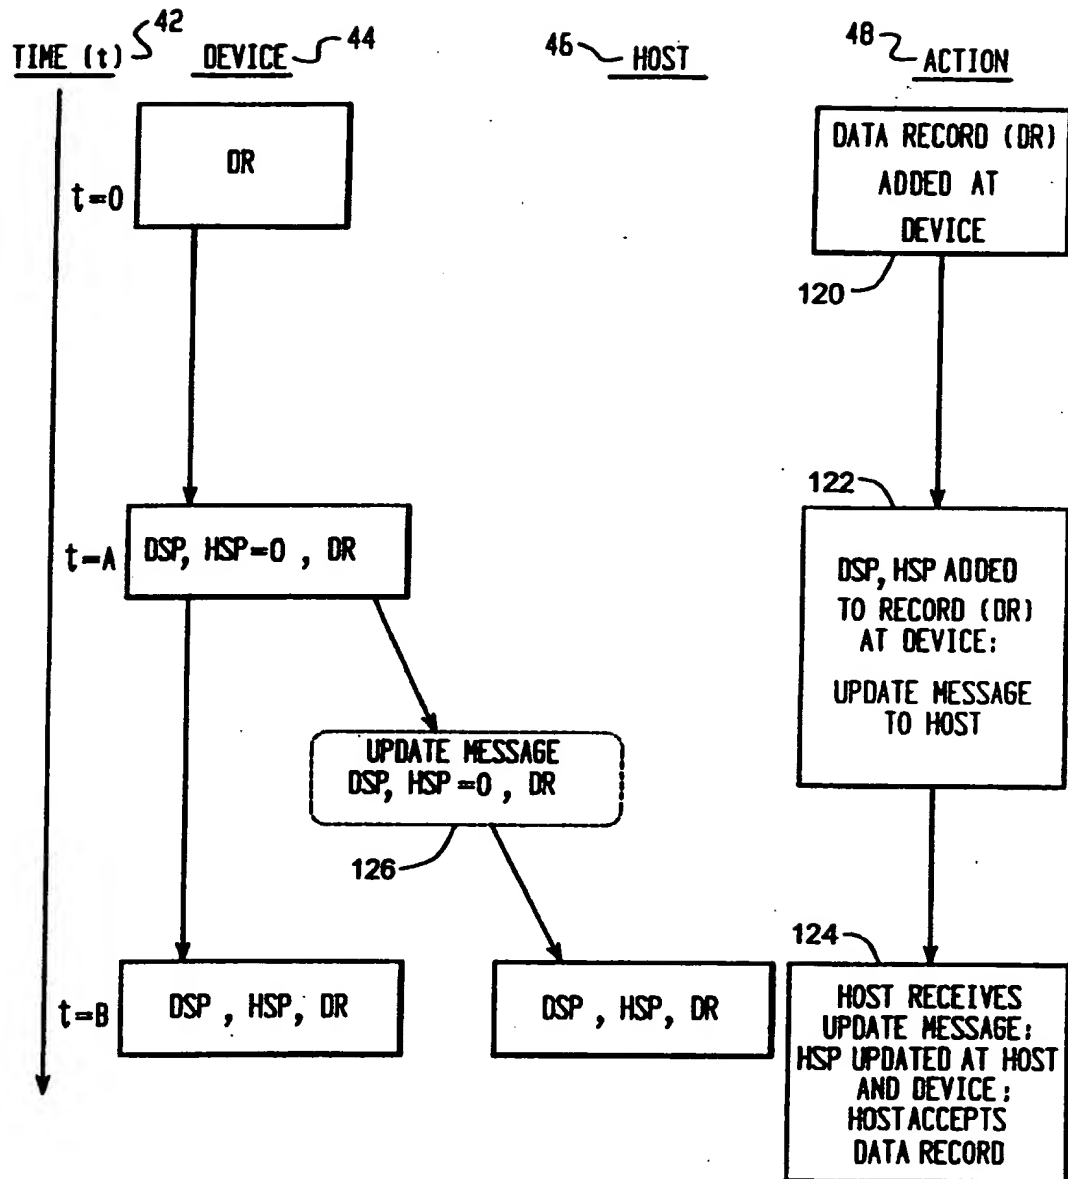 TIME (t) 42 DEVICE 44 46 HOST 48 ACTION
t=0
DR
DATA RECORD (DR)
ADDED AT
DEVICE
120
t=A
DSP, HSP=0 , DR
122
DSP, HSP ADDED
TO RECORD (DR)
AT DEVICE;
UPDATE MESSAGE
TO HOST
UPDATE MESSAGE
DSP, HSP=0 , DR
126
t=B
DSP , HSP, DR
DSP , HSP, DR
124
HOST RECEIVES
UPDATE MESSAGE;
HSP UPDATED AT HOST
AND DEVICE;
HOST ACCEPTS
DATA RECORD